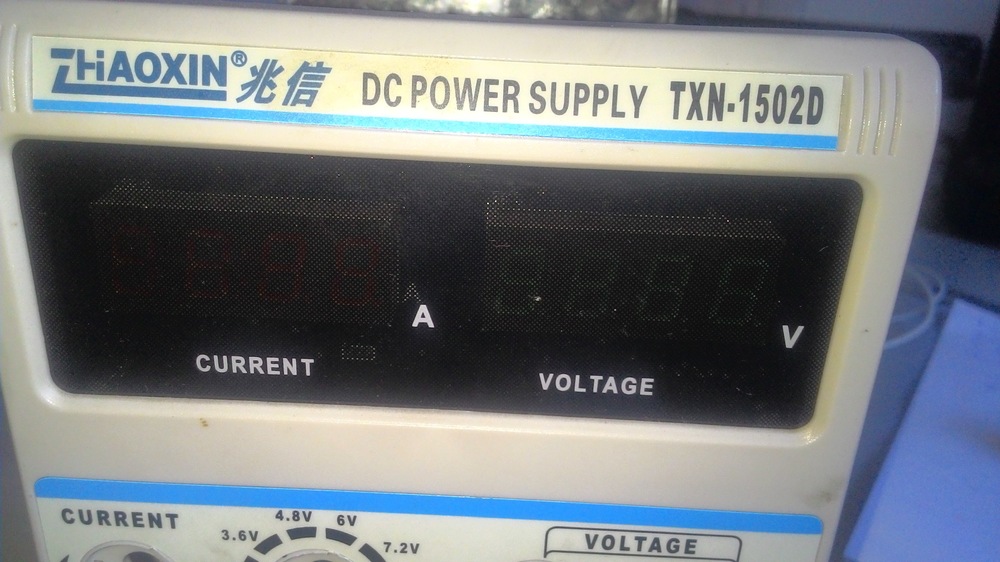 ZHAOXIN® 兆信 DC POWER SUPPLY TXN-1502D
A
V
CURRENT
VOLTAGE
CURRENT
3.6V 4.8V 6V 7.2V
VOLTAGE